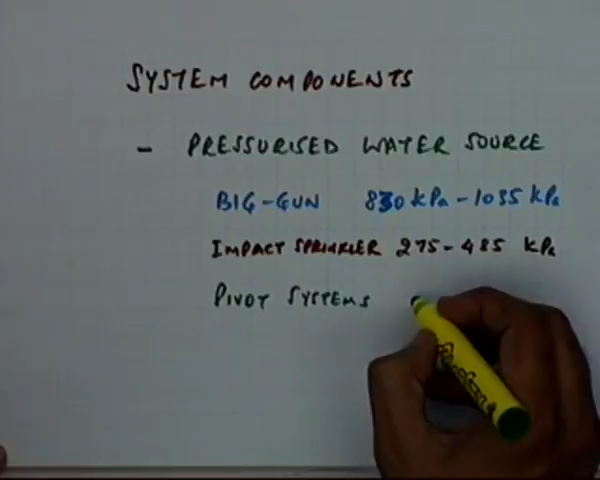 SYSTEM COMPONENTS
- PRESSURISED WATER SOURCE
BIG-GUN 830 kPa - 1035 kPa
IMPACT SPRINKLER 275 - 485 kPa
PIVOT SYSTEMS